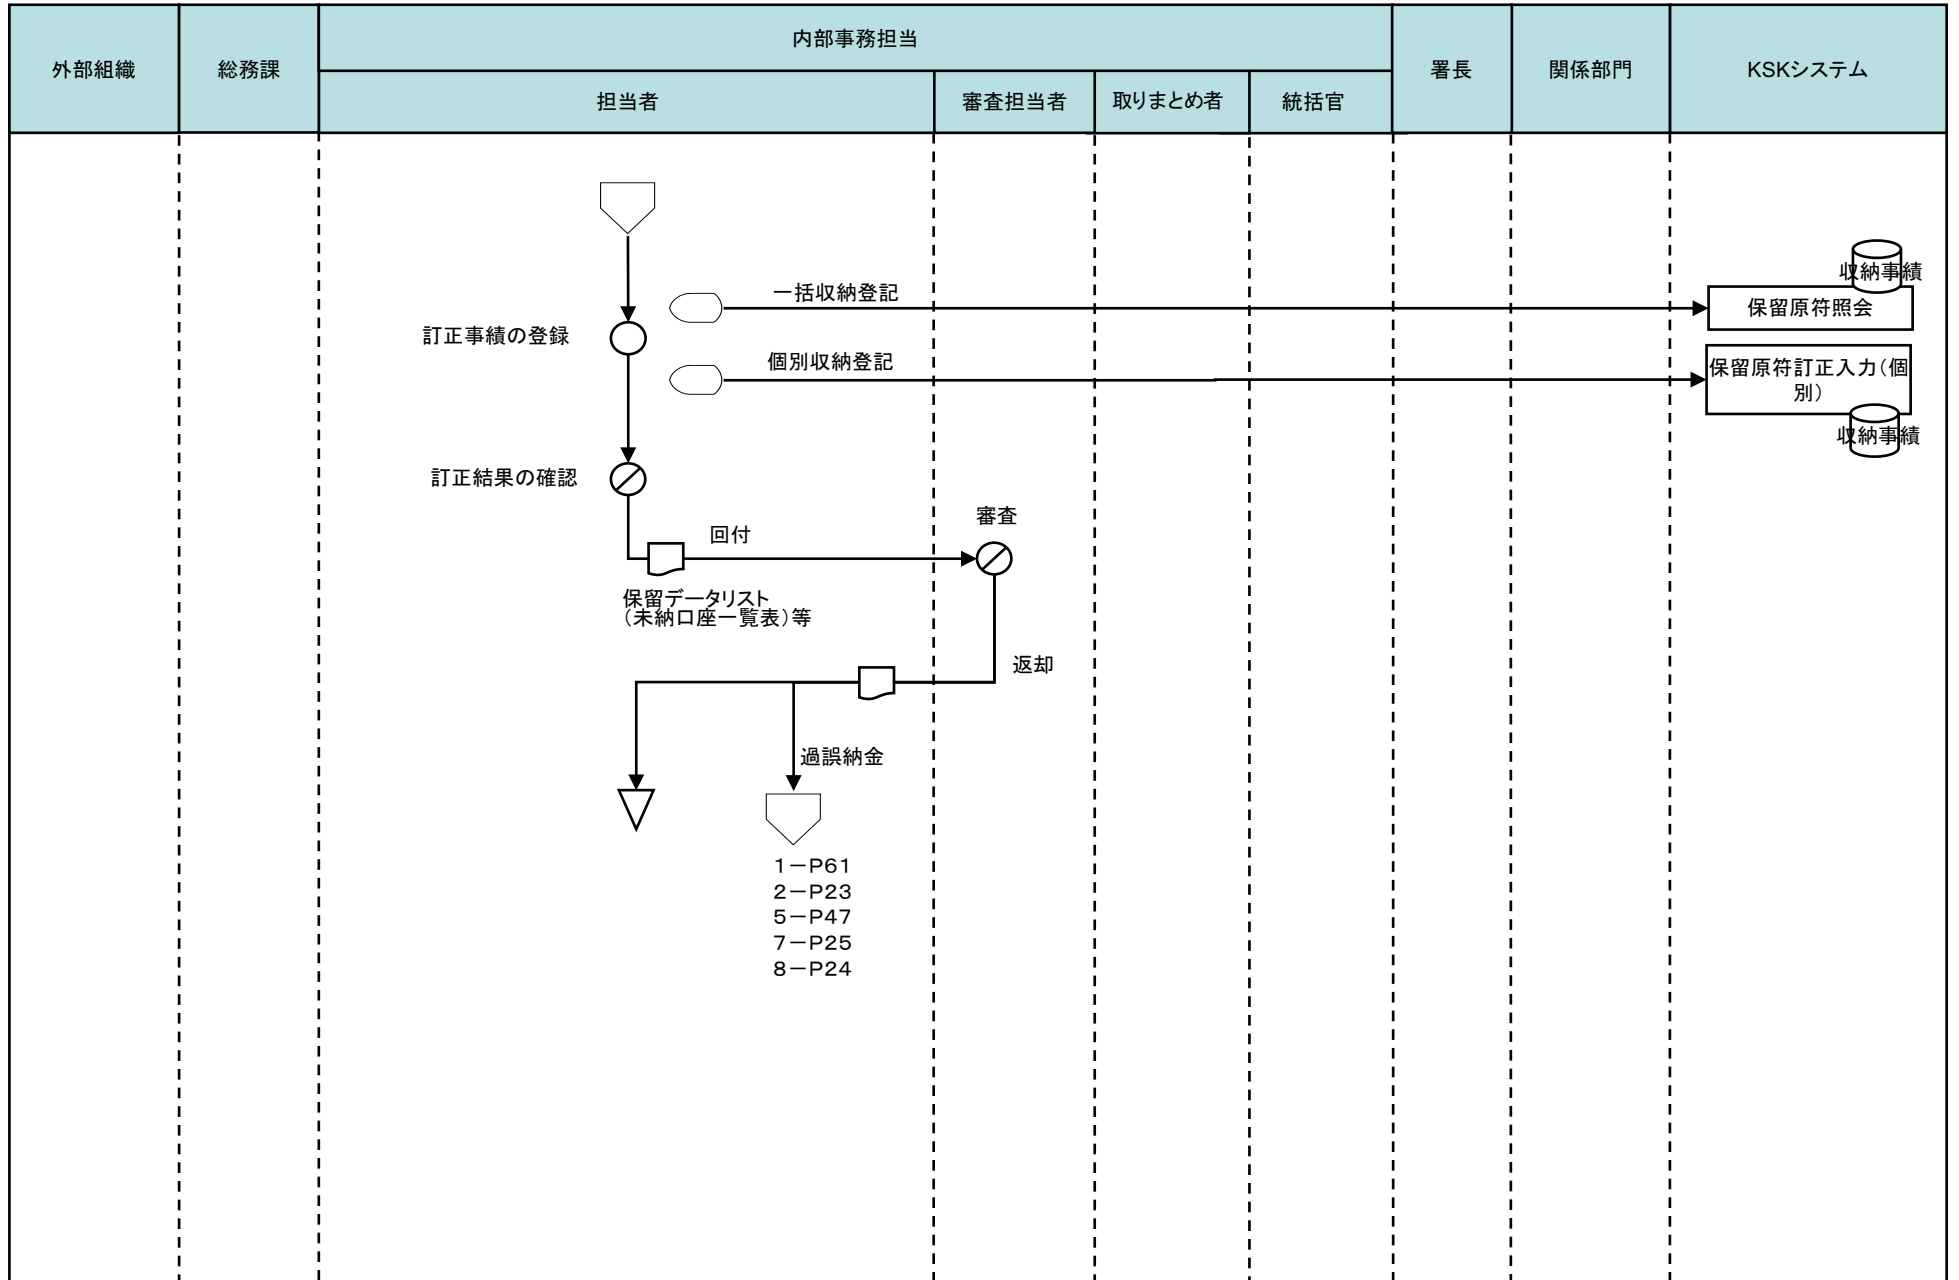 外部組織
総務課
内部事務担当
署長
関係部門
KSKシステム
担当者
審査担当者
取りまとめ者
統括官
収納事績
一括収納登記
保留原符照会
訂正事績の登録
個別収納登記
保留原符訂正入力（個
別）
収納事績
訂正結果の確認
審査
回付
保留データリスト
（未納口座一覧表）等
返却
過誤納金
１－Ｐ６１
２－Ｐ２３
５－Ｐ４７
７－Ｐ２５
８－Ｐ２４